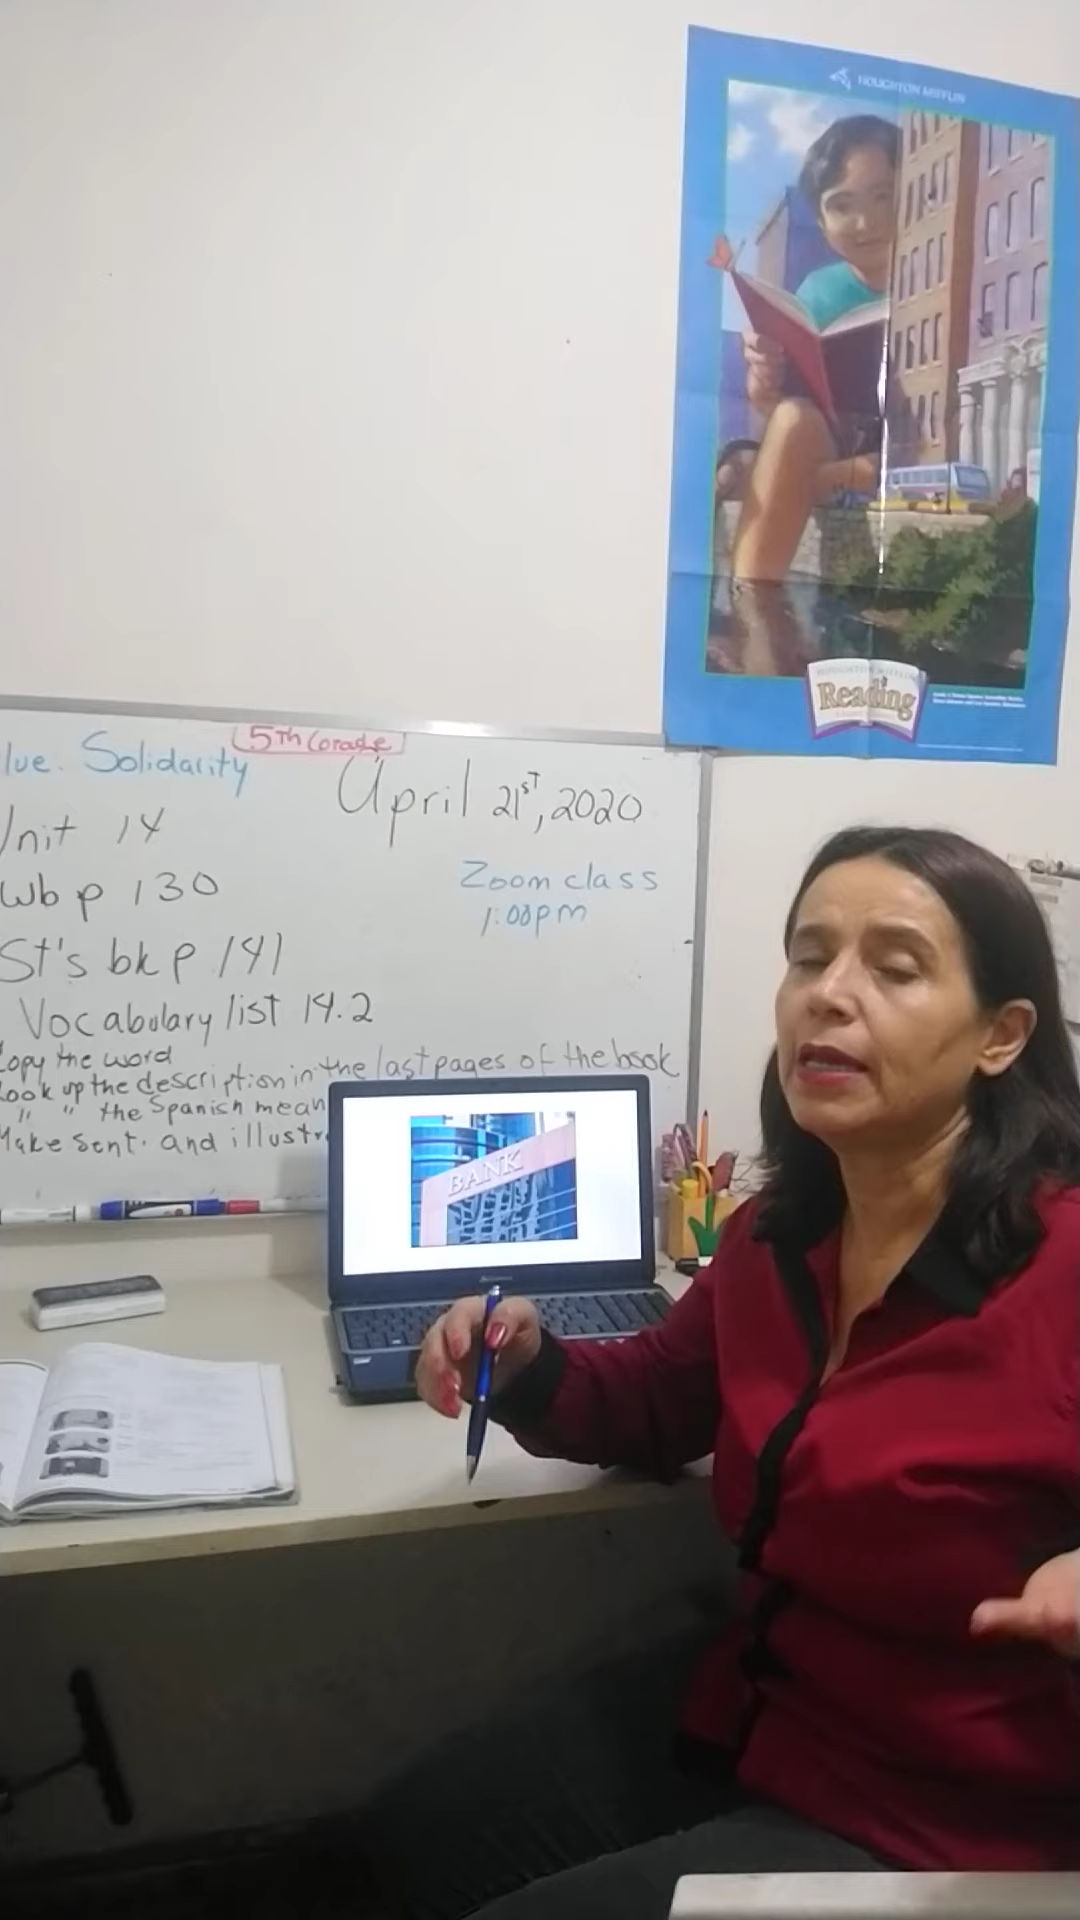 HOUGHTON MIFFLIN
Reading
5Th Grade
lue. Solidarity
April 21ST, 2020
nit 14
Wb p 130
Zoom class
1:00pm
St's bk p 141
Vocabulary list 14.2
Copy the word
ook up the description in the last pages of the book
" " the Spanish mean
Make sent. and illustr
BANK